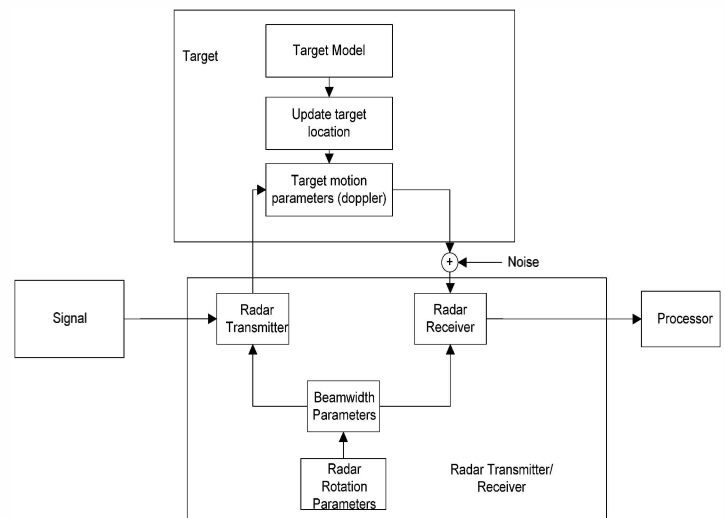 Target
Target Model
Update target
location
Target motion
parameters (doppler)
+
Noise
Signal
Radar
Transmitter
Radar
Receiver
Processor
Beamwidth
Parameters
Radar
Rotation
Parameters
Radar Transmitter/
Receiver